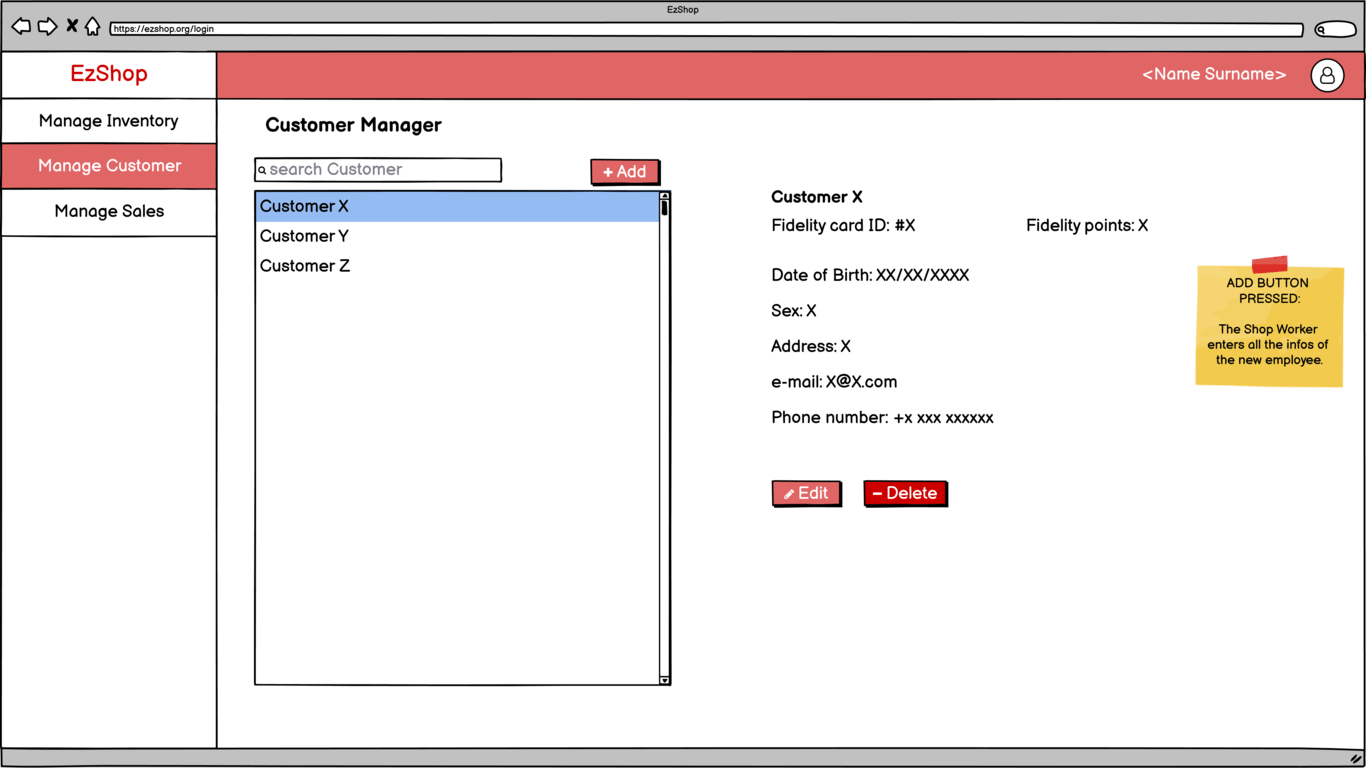 EzShop
https://ezshop.org/login
EzShop
<Name Surname>
Manage Inventory
Manage Customer
Manage Sales
Customer Manager
search Customer
+ Add
Customer X
Customer Y
Customer Z
Customer X
Fidelity card ID: #X
Fidelity points: X
Date of Birth: XX/XX/XXXX
Sex: X
Address: X
e-mail: X@X.com
Phone number: +x xxx xxxxxx
Edit
− Delete
ADD BUTTON
PRESSED:
The Shop Worker
enters all the infos of
the new employee.